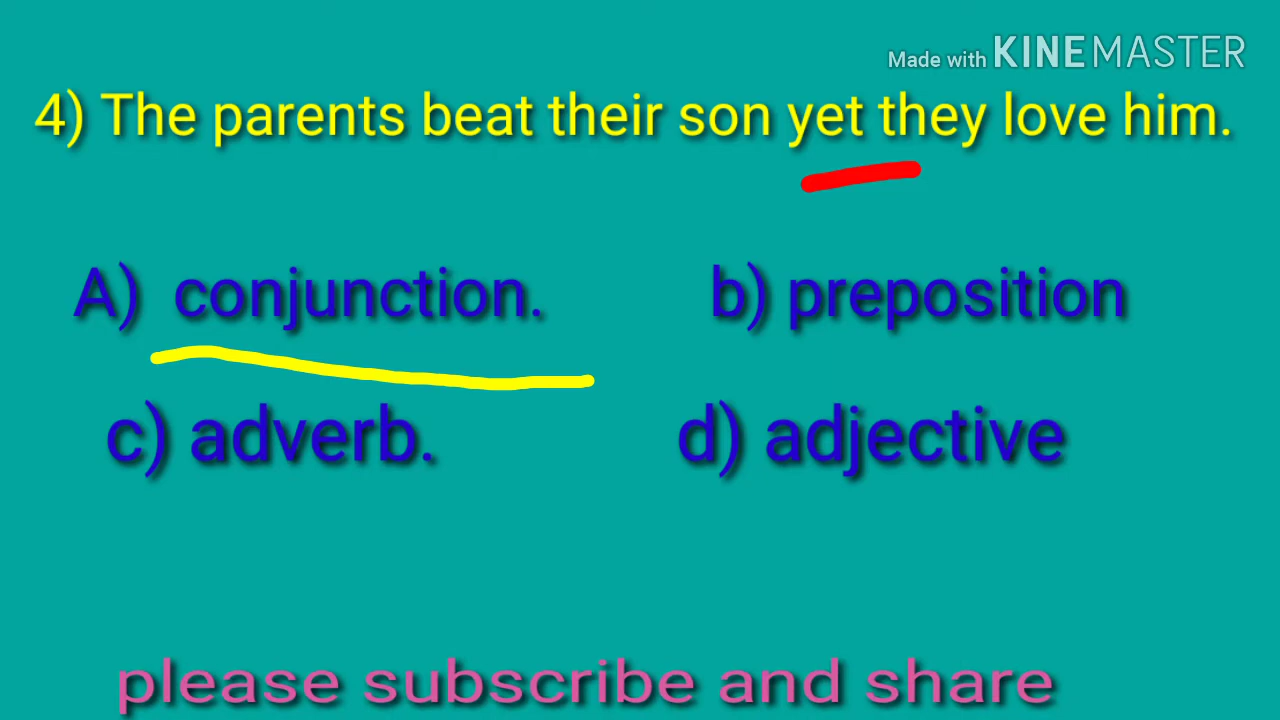 Made with KINEMASTER
4) The parents beat their son yet they love him.
A) conjunction. b) preposition
c) adverb. d) adjective
please subscribe and share